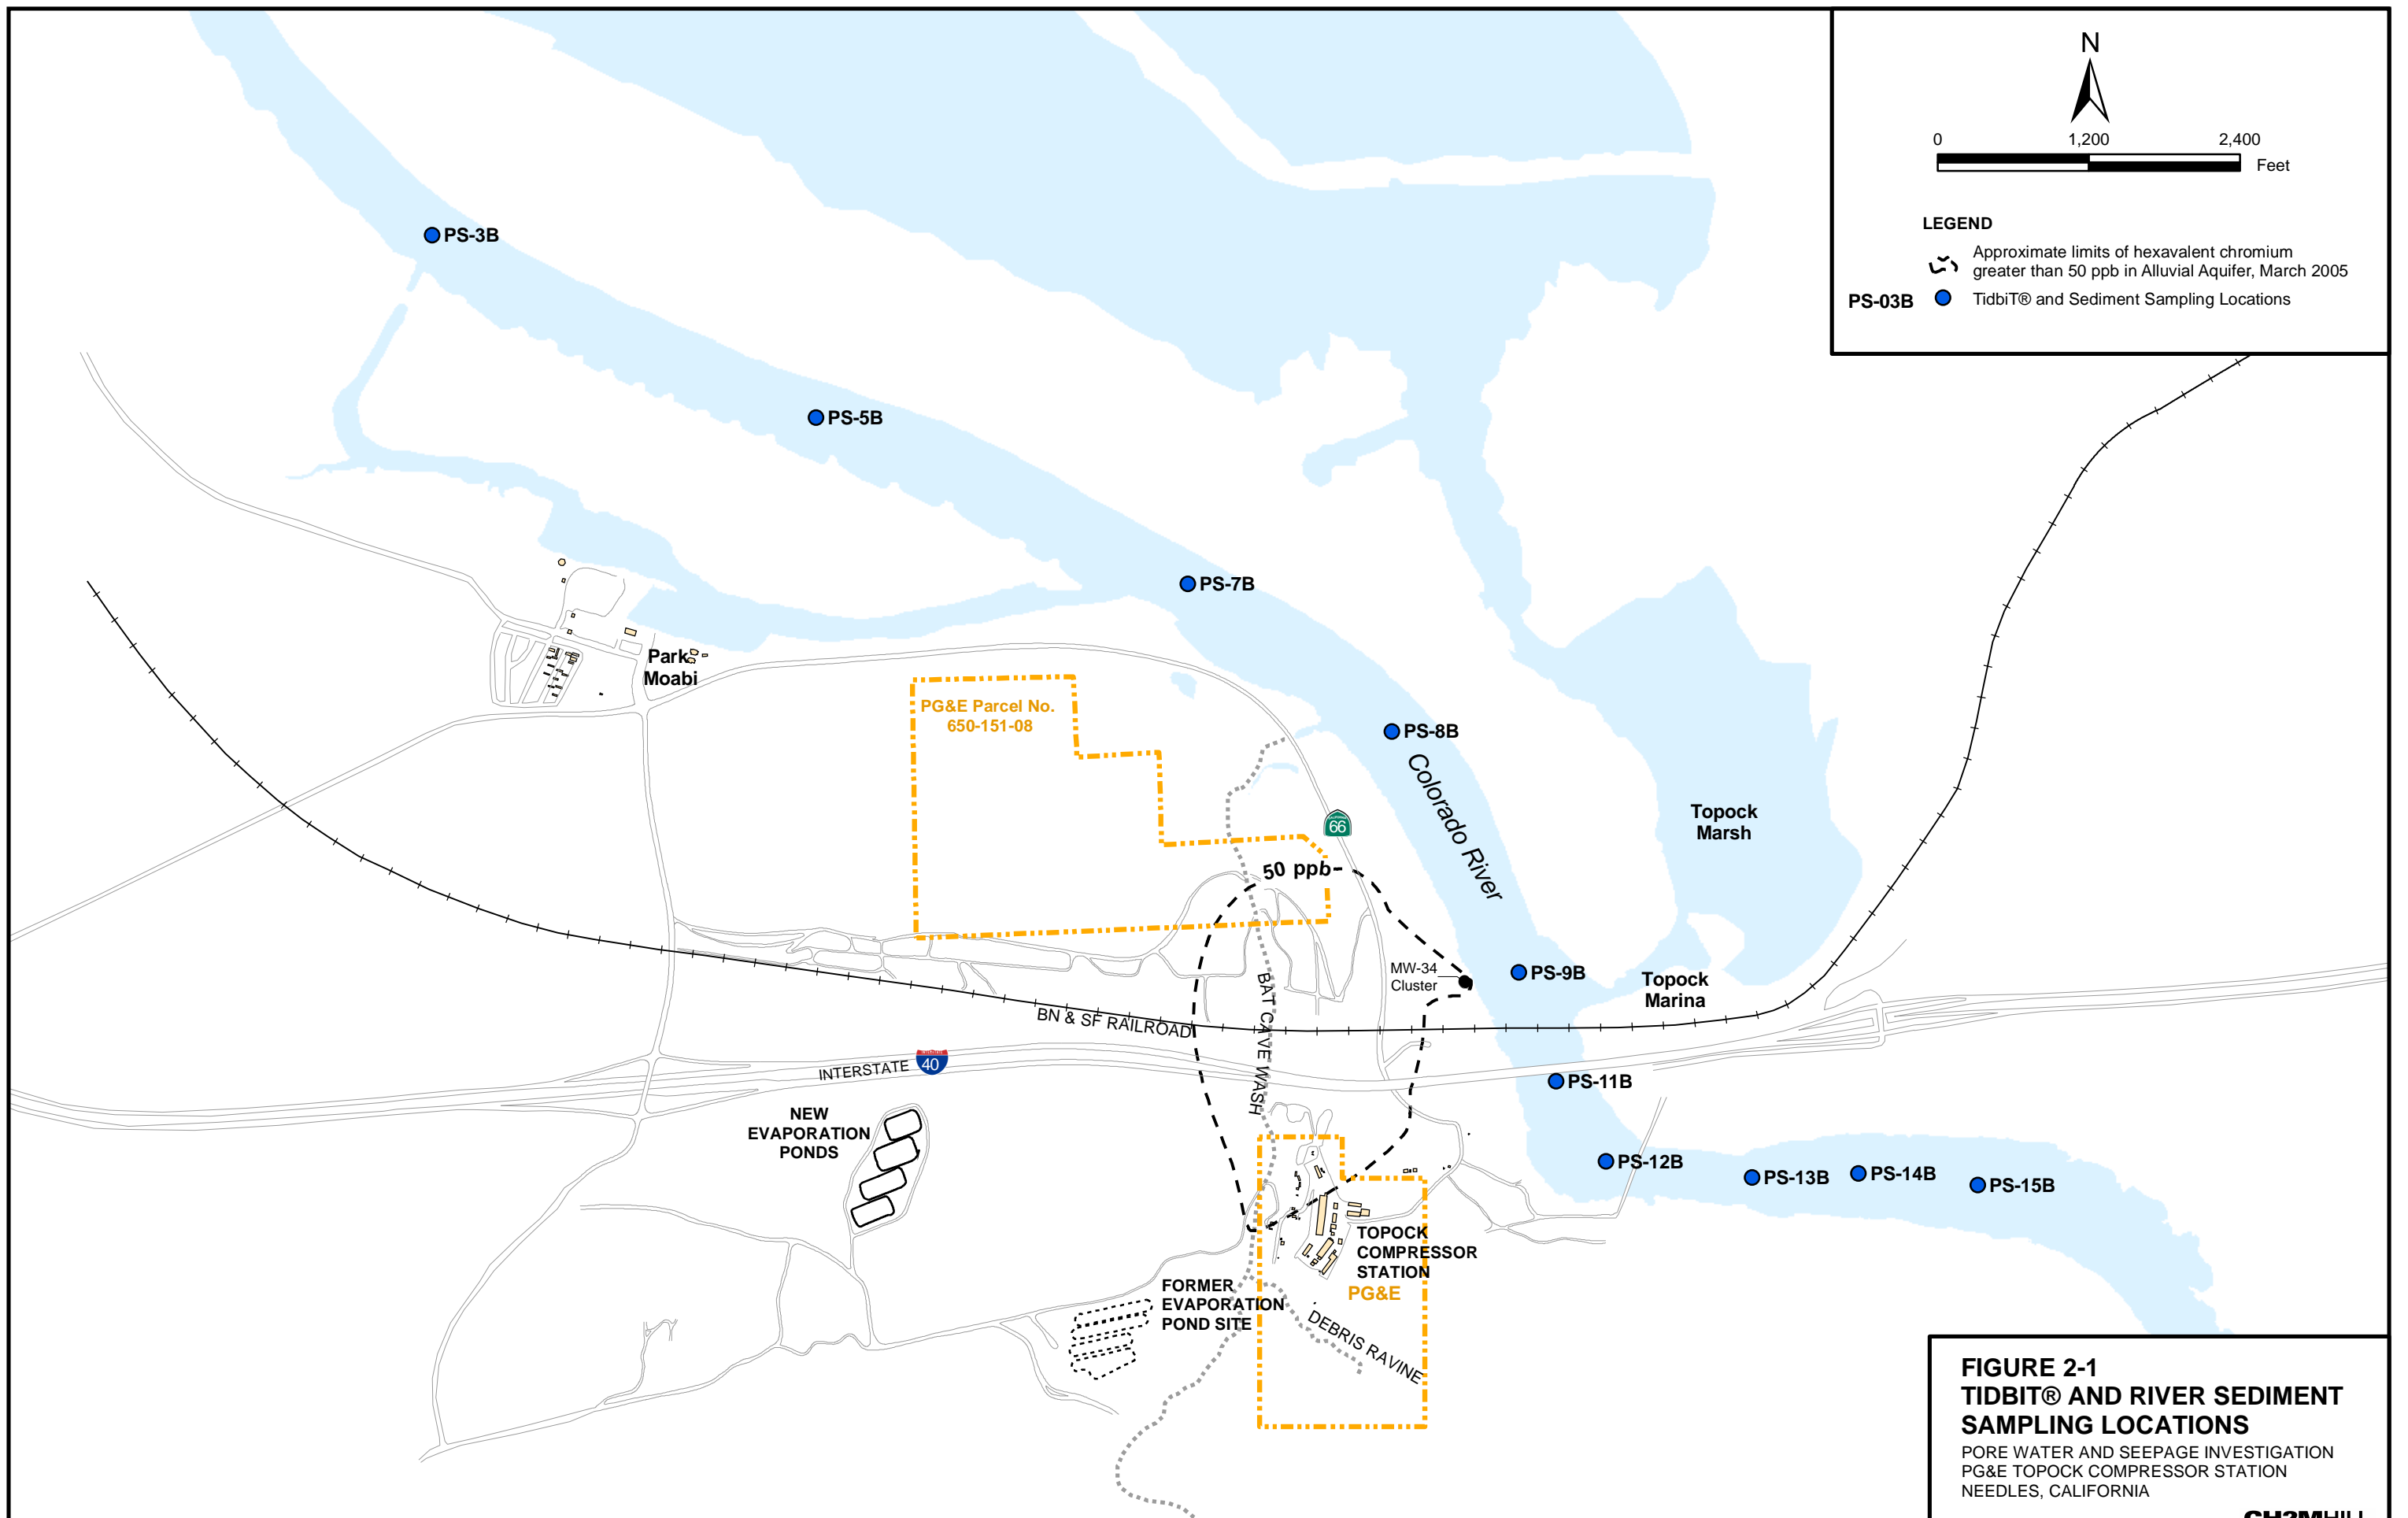 N
0 1,200 2,400
Feet
LEGEND
Approximate limits of hexavalent chromium
greater than 50 ppb in Alluvial Aquifer, March 2005
PS-03B TidbiT® and Sediment Sampling Locations
PS-3B
PS-5B
PS-7B
Park
Moabi
PG&E Parcel No.
650-151-08
PS-8B
Colorado River
Topock
Marsh
66
50 ppb
MW-34
Cluster
PS-9B
Topock
Marina
BAT CAVE WASH
BN & SF RAILROAD
INTERSTATE 40
PS-11B
NEW
EVAPORATION
PONDS
PS-12B
PS-13B
PS-14B
PS-15B
TOPOCK
COMPRESSOR
STATION
PG&E
FORMER
EVAPORATION
POND SITE
DEBRIS RAVINE
FIGURE 2-1
TIDBIT® AND RIVER SEDIMENT
SAMPLING LOCATIONS
PORE WATER AND SEEPAGE INVESTIGATION
PG&E TOPOCK COMPRESSOR STATION
NEEDLES, CALIFORNIA
CH2MHILL